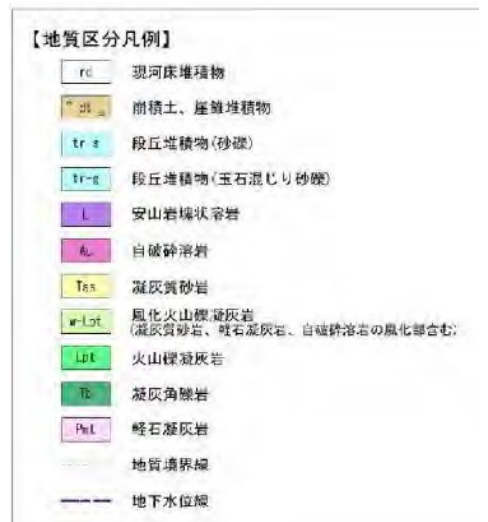 【地質区分凡例】
rd 現河床堆積物
dt 崩積土、崖錐堆積物
tr-s 段丘堆積物(砂礫)
tr-g 段丘堆積物(玉石混じり砂礫)
L 安山岩塊状溶岩
自破砕溶岩
Tss 凝灰質砂岩
w-Lpt 風化火山礫凝灰岩
(凝灰質砂岩、軽石凝灰岩、自破砕溶岩の風化部含む)
Lpt 火山礫凝灰岩
Tb 凝灰角礫岩
Pmt 軽石凝灰岩
地質境界線
地下水位線